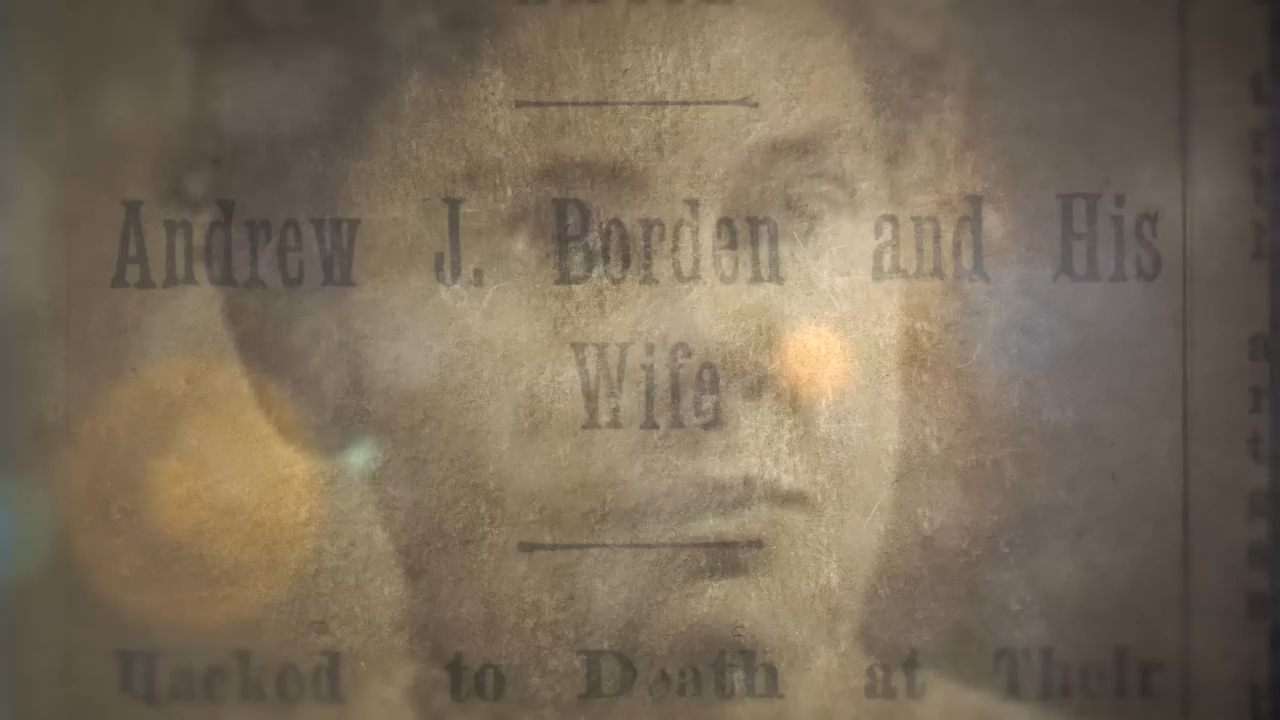 Andrew J. Borden and His
Wife
Hacked to Death at Their